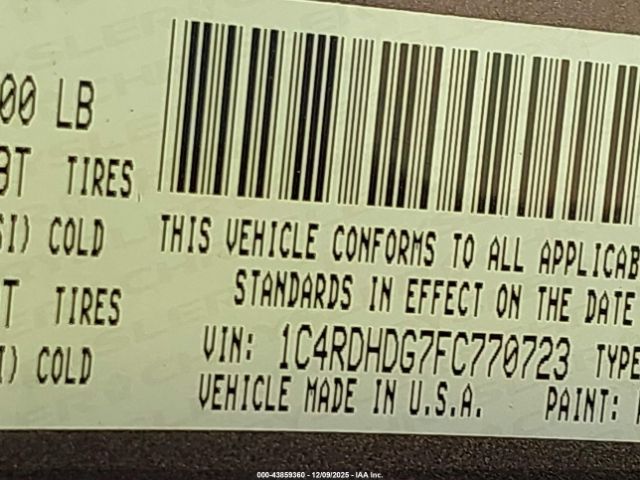 00 LB
BT TIRES
SI) COLD
T TIRES
I) COLD
THIS VEHICLE CONFORMS TO ALL APPLICAB
STANDARDS IN EFFECT ON THE DATE
VIN: 1C4RDHDG7FC770723 TYPE
VEHICLE MADE IN U.S.A. PAINT:
000-43859360 - 12/09/2025 - IAA Inc.